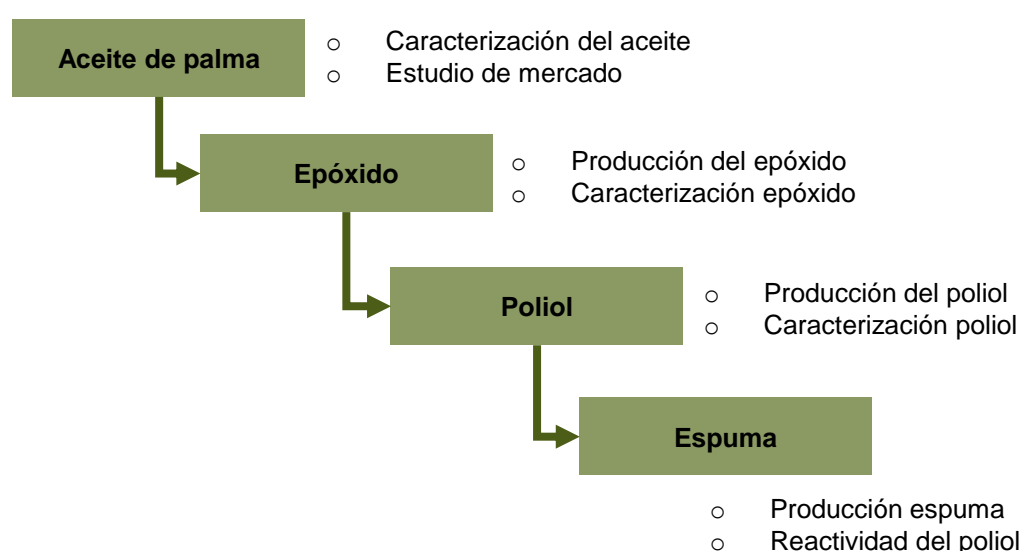 Aceite de palma
○ Caracterización del aceite
○ Estudio de mercado
Epóxido
○ Producción del epóxido
○ Caracterización epóxido
Poliol
○ Producción del poliol
○ Caracterización poliol
Espuma
○ Producción espuma
○ Reactividad del poliol